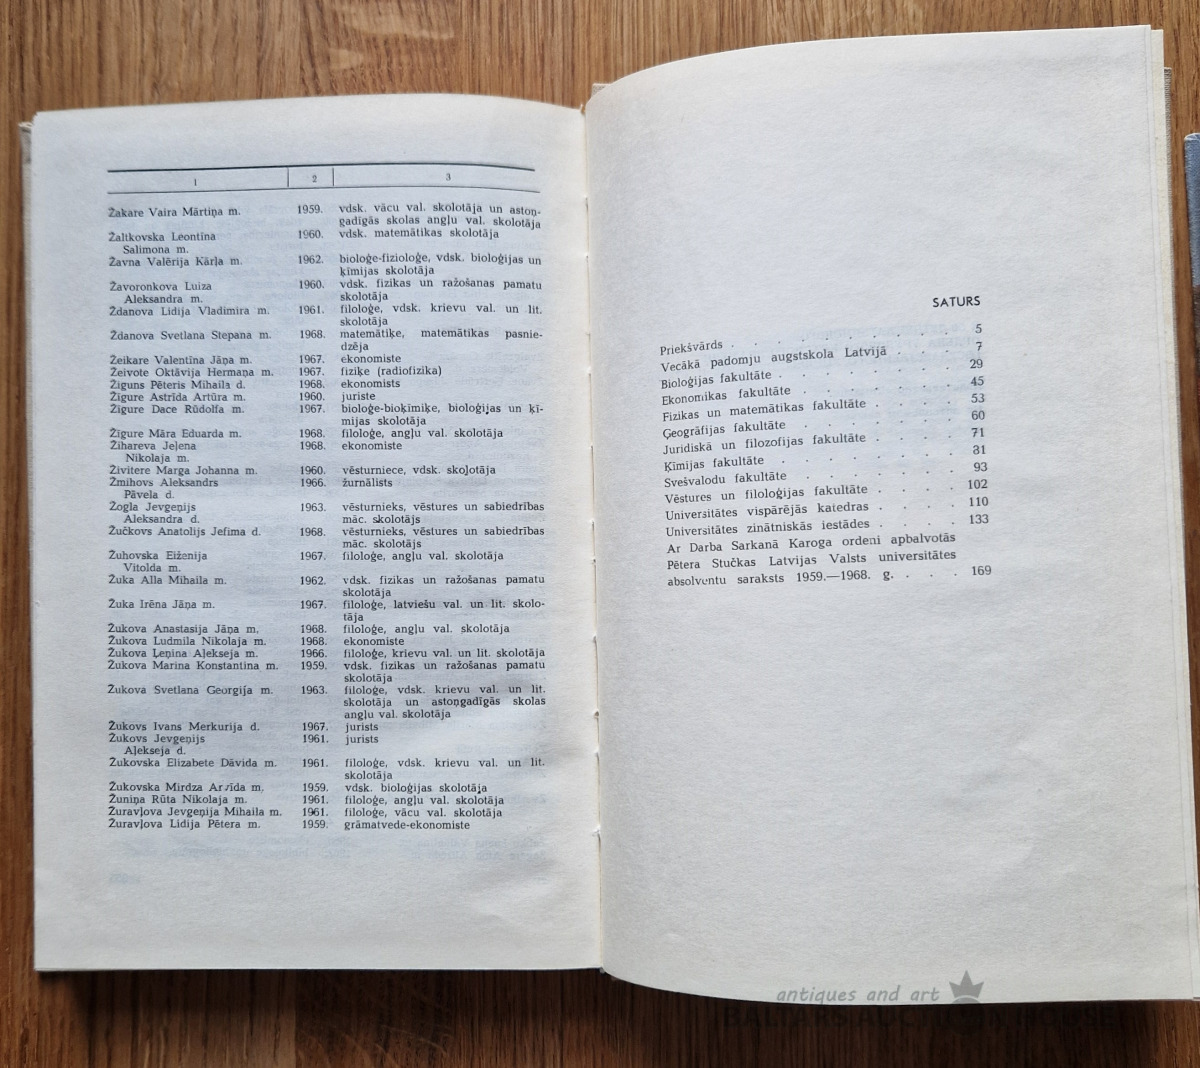 1 2 3
Žakare Vaira Mārtiņa m. 1959. vdsk. vācu val. skolotāja un astoņ-
gadīgās skolas angļu val. skolotāja
Žaltkovska Leontīna 1960. vdsk. matemātikas skolotāja
Salimona m.
Žavna Valērija Kārļa m. 1962. bioloģe-fizioloģe, vdsk. bioloģijas un
ķīmijas skolotāja
Žavoronkova Luiza 1960. vdsk. fizikas un ražošanas pamatu
Aleksandra m. skolotāja
Ždanova Lidija Vladimira m. 1961. filoloģe, vdsk. krievu val. un lit.
skolotāja
Ždanova Svetlana Stepana m. 1968. matemātiķe, matemātikas pasnie-
dzēja
Žeikare Valentīna Jāņa m. 1967. ekonomiste
Žeivote Oktāvija Hermaņa m. 1967. fiziķe (radiofizika)
Žiguns Pēteris Mihaila d. 1968. ekonomists
Žīgure Astrīda Artūra m. 1960. juriste
Žīgure Dace Rūdolfa m. 1967. bioloģe-bioķīmiķe, bioloģijas un ķī-
mijas skolotāja
Žīgure Māra Eduarda m. 1968. filoloģe, angļu val. skolotāja
Žihareva Jeļena 1968. ekonomiste
Nikolaja m.
Živitere Marga Johanna m. 1960. vēsturniece, vdsk. skolotāja
Žmihovs Aleksandrs 1966. žurnālists
Pāvela d.
Žogla Jevgeņijs 1963. vēsturnieks, vēstures un sabiedrības
Aleksandra d. māc. skolotājs
Žučkovs Anatolijs Jefima d. 1968. vēsturnieks, vēstures un sabiedrības
māc. skolotājs
Žuhovska Eiženija 1967. filoloģe, angļu val. skolotāja
Vitolda m.
Žuka Alla Mihaila m. 1962. vdsk. fizikas un ražošanas pamatu
skolotāja
Žuka Irēna Jāņa m. 1967. filoloģe, latviešu val. un lit. skolo-
tāja
Žukova Anastasija Jāņa m. 1968. filoloģe, angļu val. skolotāja
Žukova Ludmila Nikolaja m. 1968. ekonomiste
Žukova Ļeņina Aļekseja m. 1966. filoloģe, krievu val. un lit. skolotāja
Žukova Marina Konstantina m. 1959. vdsk. fizikas un ražošanas pamatu
skolotāja
Žukova Svetlana Georgija m. 1963. filoloģe, vdsk. krievu val. un lit.
skolotāja un astoņgadīgās skolas
angļu val. skolotāja
Žukovs Ivans Merkurija d. 1967. jurists
Žukovs Jevgeņijs 1961. jurists
Aļekseja d.
Žukovska Elizabete Dāvida m. 1961. filoloģe, vdsk. krievu val. un lit.
skolotāja
Žukovska Mirdza Arvīda m. 1959. vdsk. bioloģijas skolotāja
Žuniņa Rūta Nikolaja m. 1961. filoloģe, angļu val. skolotāja
Žuravļova Jevgeņija Mihaila m. 1961. filoloģe, vācu val. skolotāja
Žuravļova Lidija Pētera m. 1959. grāmatvede-ekonomiste
SATURS
Priekšvārds . . . . . . . 5
Vecākā padomju augstskola Latvijā . . . 7
Bioloģijas fakultāte . . . . . . 29
Ekonomikas fakultāte . . . . . 45
Fizikas un matemātikas fakultāte . . . . 53
Ģeogrāfijas fakultāte . . . . . 60
Juridiskā un filozofijas fakultāte . . . . 71
Ķīmijas fakultāte . . . . . . 81
Svešvalodu fakultāte . . . . . . 93
Vēstures un filoloģijas fakultāte . . . . 102
Universitātes vispārējās katedras . . . . 110
Universitātes zinātniskās iestādes . . . . 133
Ar Darba Sarkanā Karoga ordeni apbalvotās
Pētera Stučkas Latvijas Valsts universitātes
absolventu saraksts 1959.—1968. g. . . . 169
antiques and art
BALTARS AUCTION HOUSE